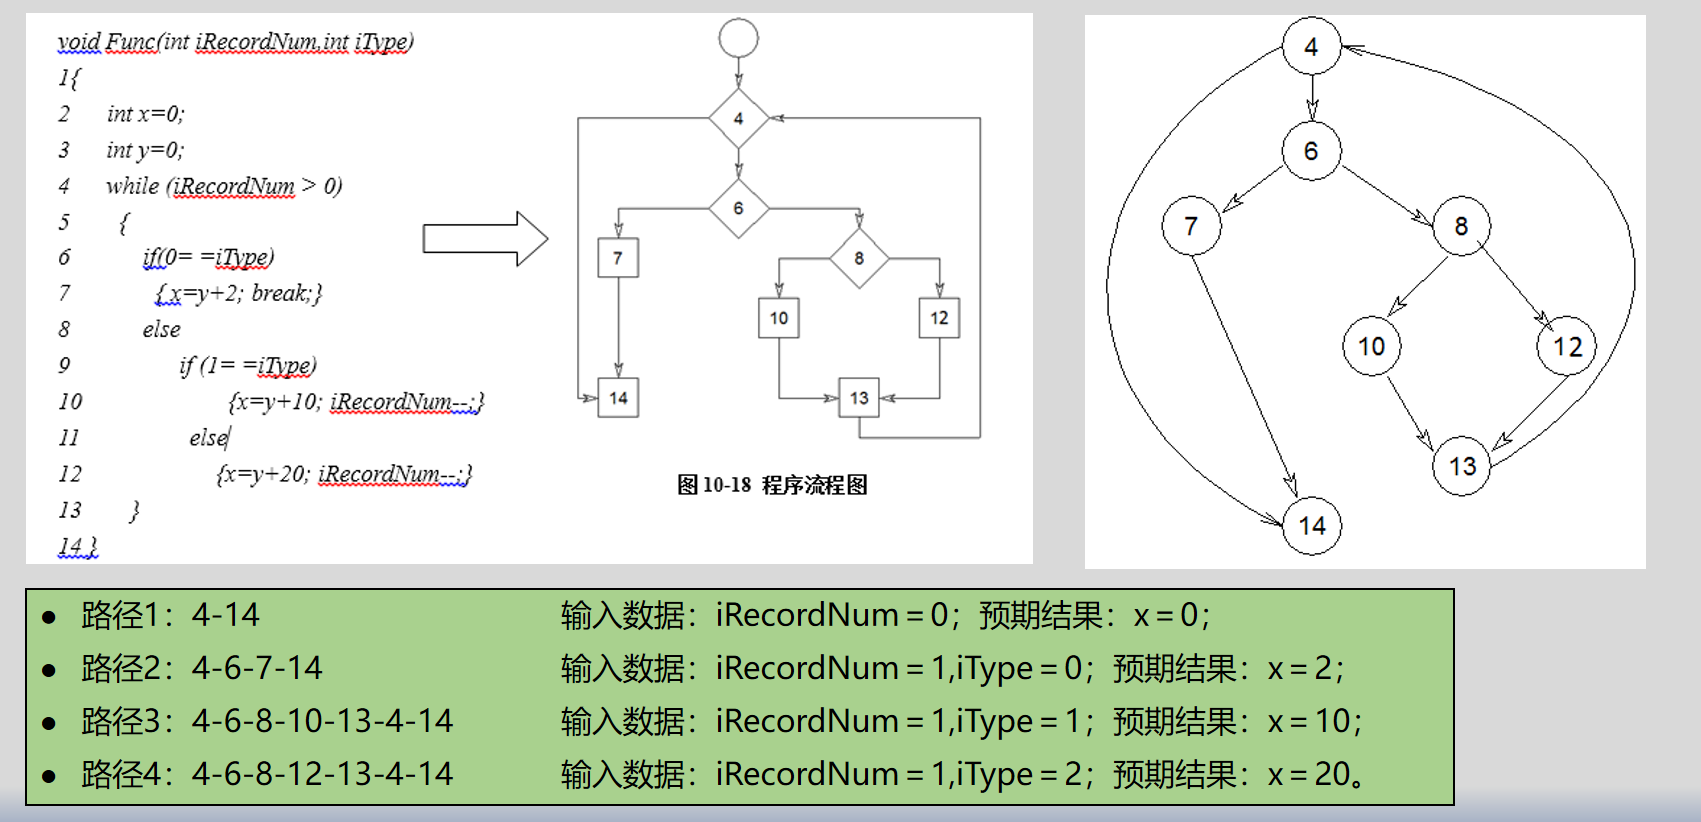 void Func(int iRecordNum,int iType)
1{
2 int x=0;
3 int y=0;
4 while (iRecordNum > 0)
5 {
6 if(0= =iType)
7 { x=y+2; break;}
8 else
9 if (1= =iType)
10 {x=y+10; iRecordNum--;}
11 else
12 {x=y+20; iRecordNum--;}
13 }
14 }
4
6
7
8
10
12
14
13
图 10-18 程序流程图
4
6
7
8
10
12
13
14
● 路径1：4-14 输入数据：iRecordNum＝0；预期结果：x＝0；
● 路径2：4-6-7-14 输入数据：iRecordNum＝1,iType＝0；预期结果：x＝2；
● 路径3：4-6-8-10-13-4-14 输入数据：iRecordNum＝1,iType＝1；预期结果：x＝10；
● 路径4：4-6-8-12-13-4-14 输入数据：iRecordNum＝1,iType＝2；预期结果：x＝20。